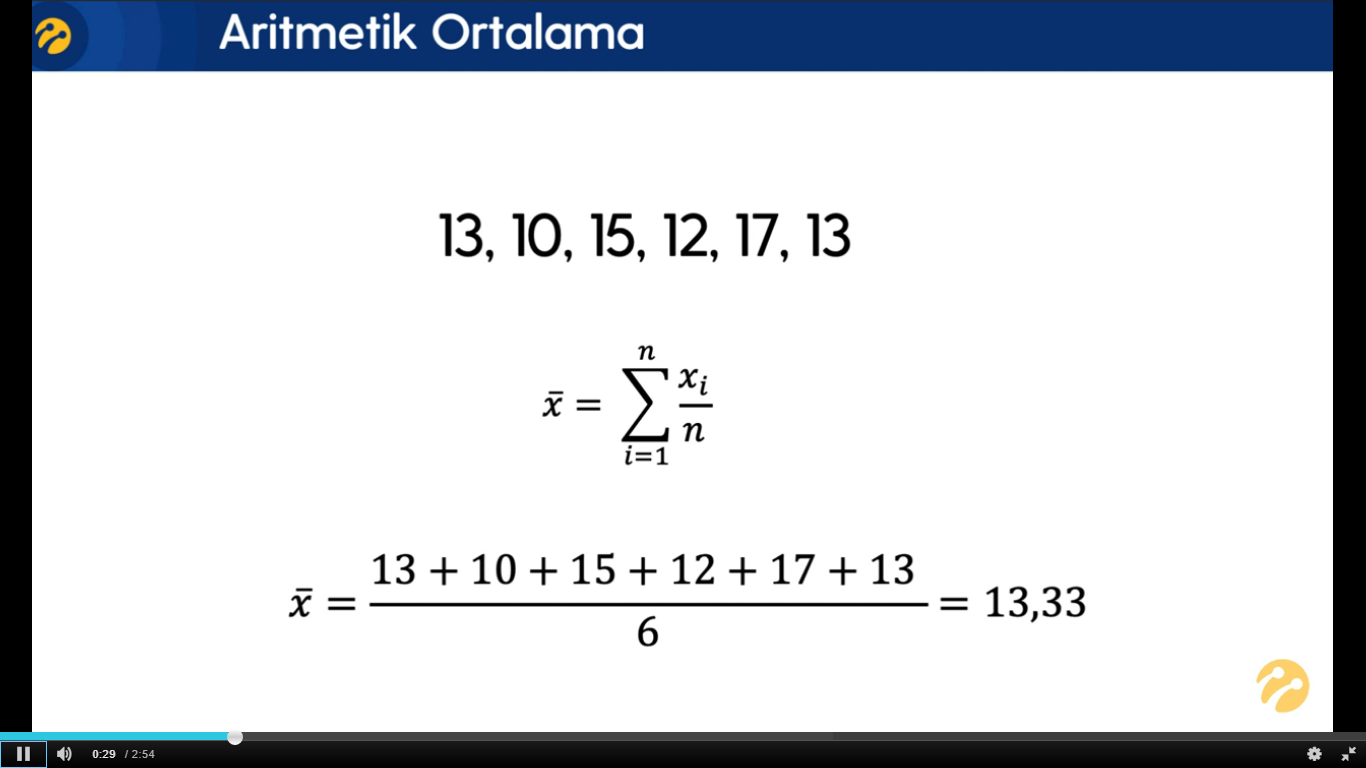 Aritmetik Ortalama
13, 10, 15, 12, 17, 13
x̄ = ∑_{i=1}^{n} x_i/n
x̄ = (13 + 10 + 15 + 12 + 17 + 13)/6 = 13,33
0:29 / 2:54